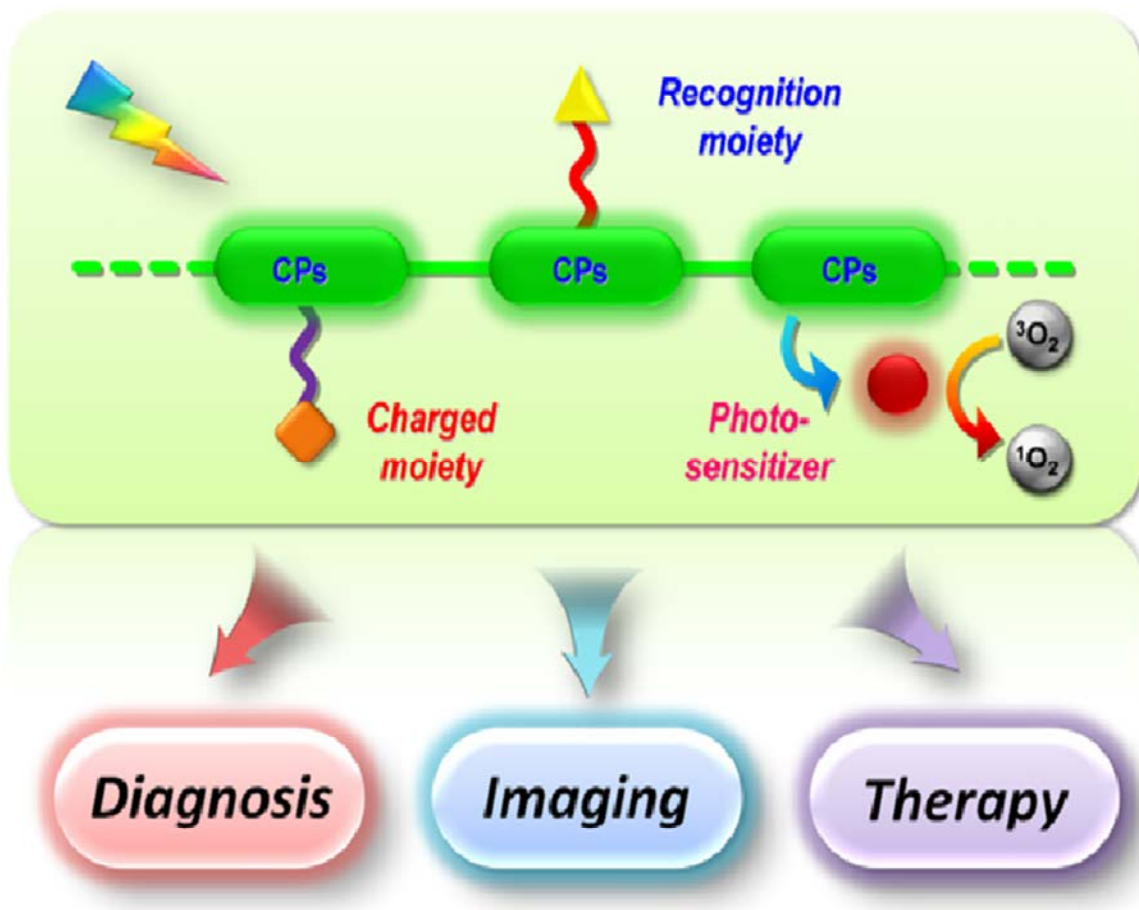 Recognition
moiety
CPs
CPs
CPs
³O₂
Charged
moiety
Photo-
sensitizer
¹O₂
Diagnosis
Imaging
Therapy